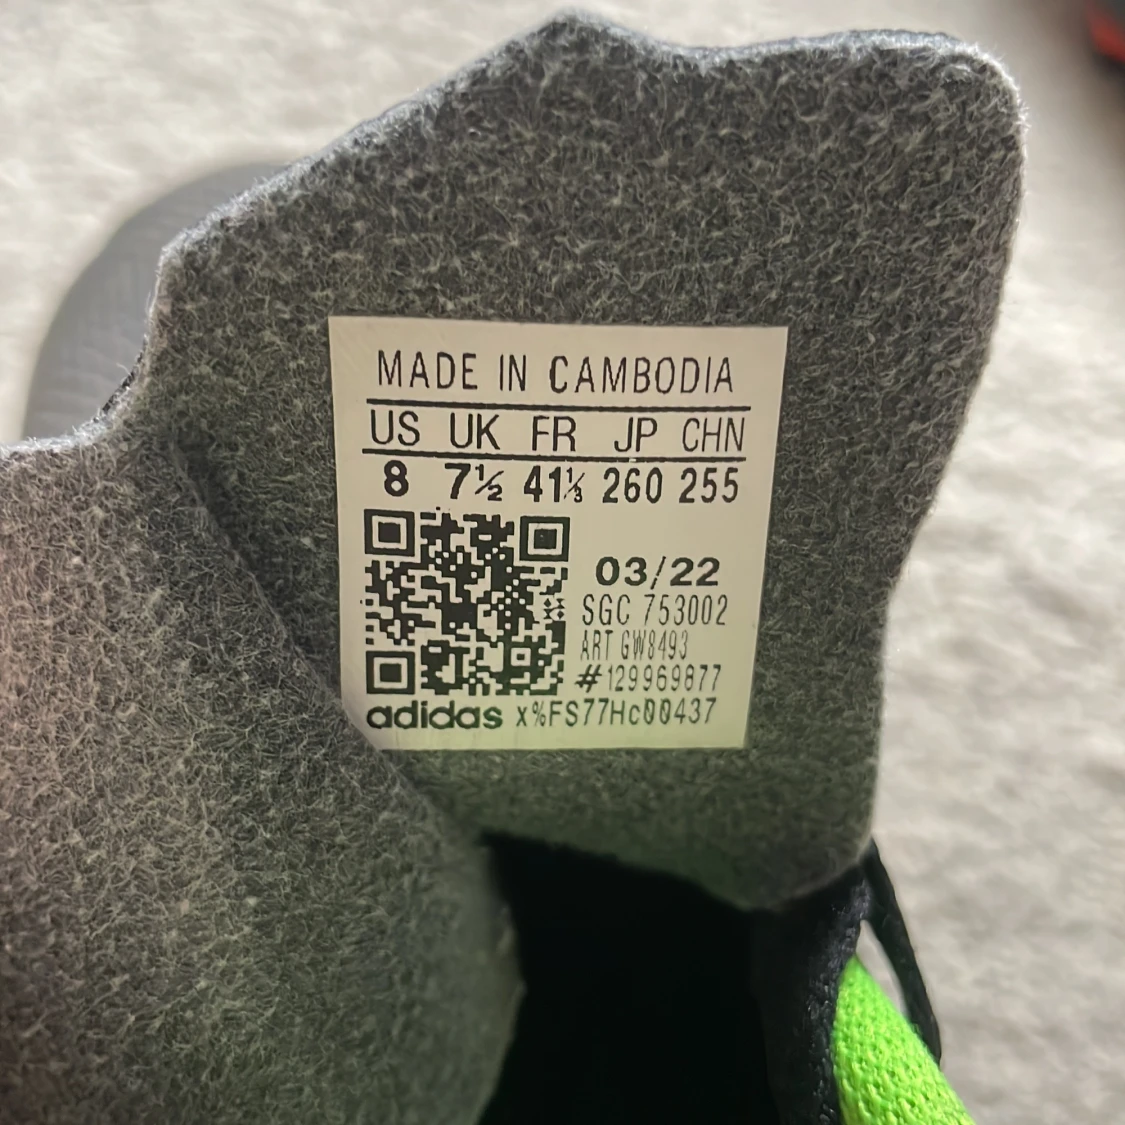 MADE IN CAMBODIA
US UK FR JP CHN
8 7½ 41⅓ 260 255
03/22
SGC 753002
ART GW8493
#129969877
adidas x%FS77Hc00437